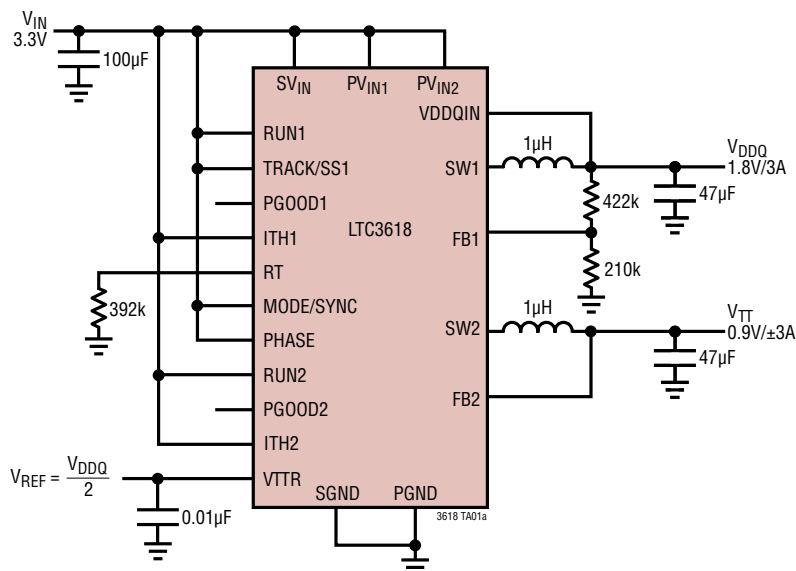 VIN
3.3V
100µF
SVIN PVIN1 PVIN2
VDDQIN
RUN1
TRACK/SS1
PGOOD1
ITH1
RT
MODE/SYNC
PHASE
RUN2
PGOOD2
ITH2
VTTR
LTC3618
SW1
FB1
SW2
FB2
SGND PGND
1µH
VDDQ
1.8V/3A
422k
47µF
210k
1µH
VTT
0.9V/±3A
47µF
392k
VREF = VDDQ
2
0.01µF
3618 TA01a